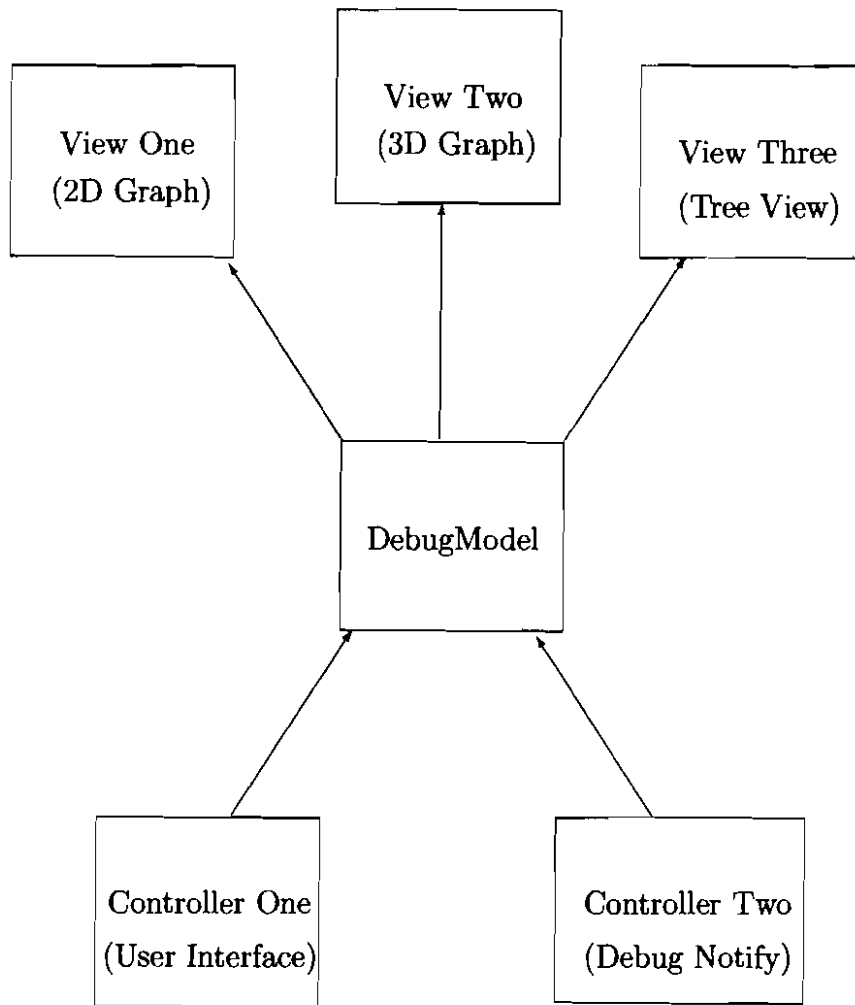 View One
(2D Graph)
View Two
(3D Graph)
View Three
(Tree View)
DebugModel
Controller One
(User Interface)
Controller Two
(Debug Notify)